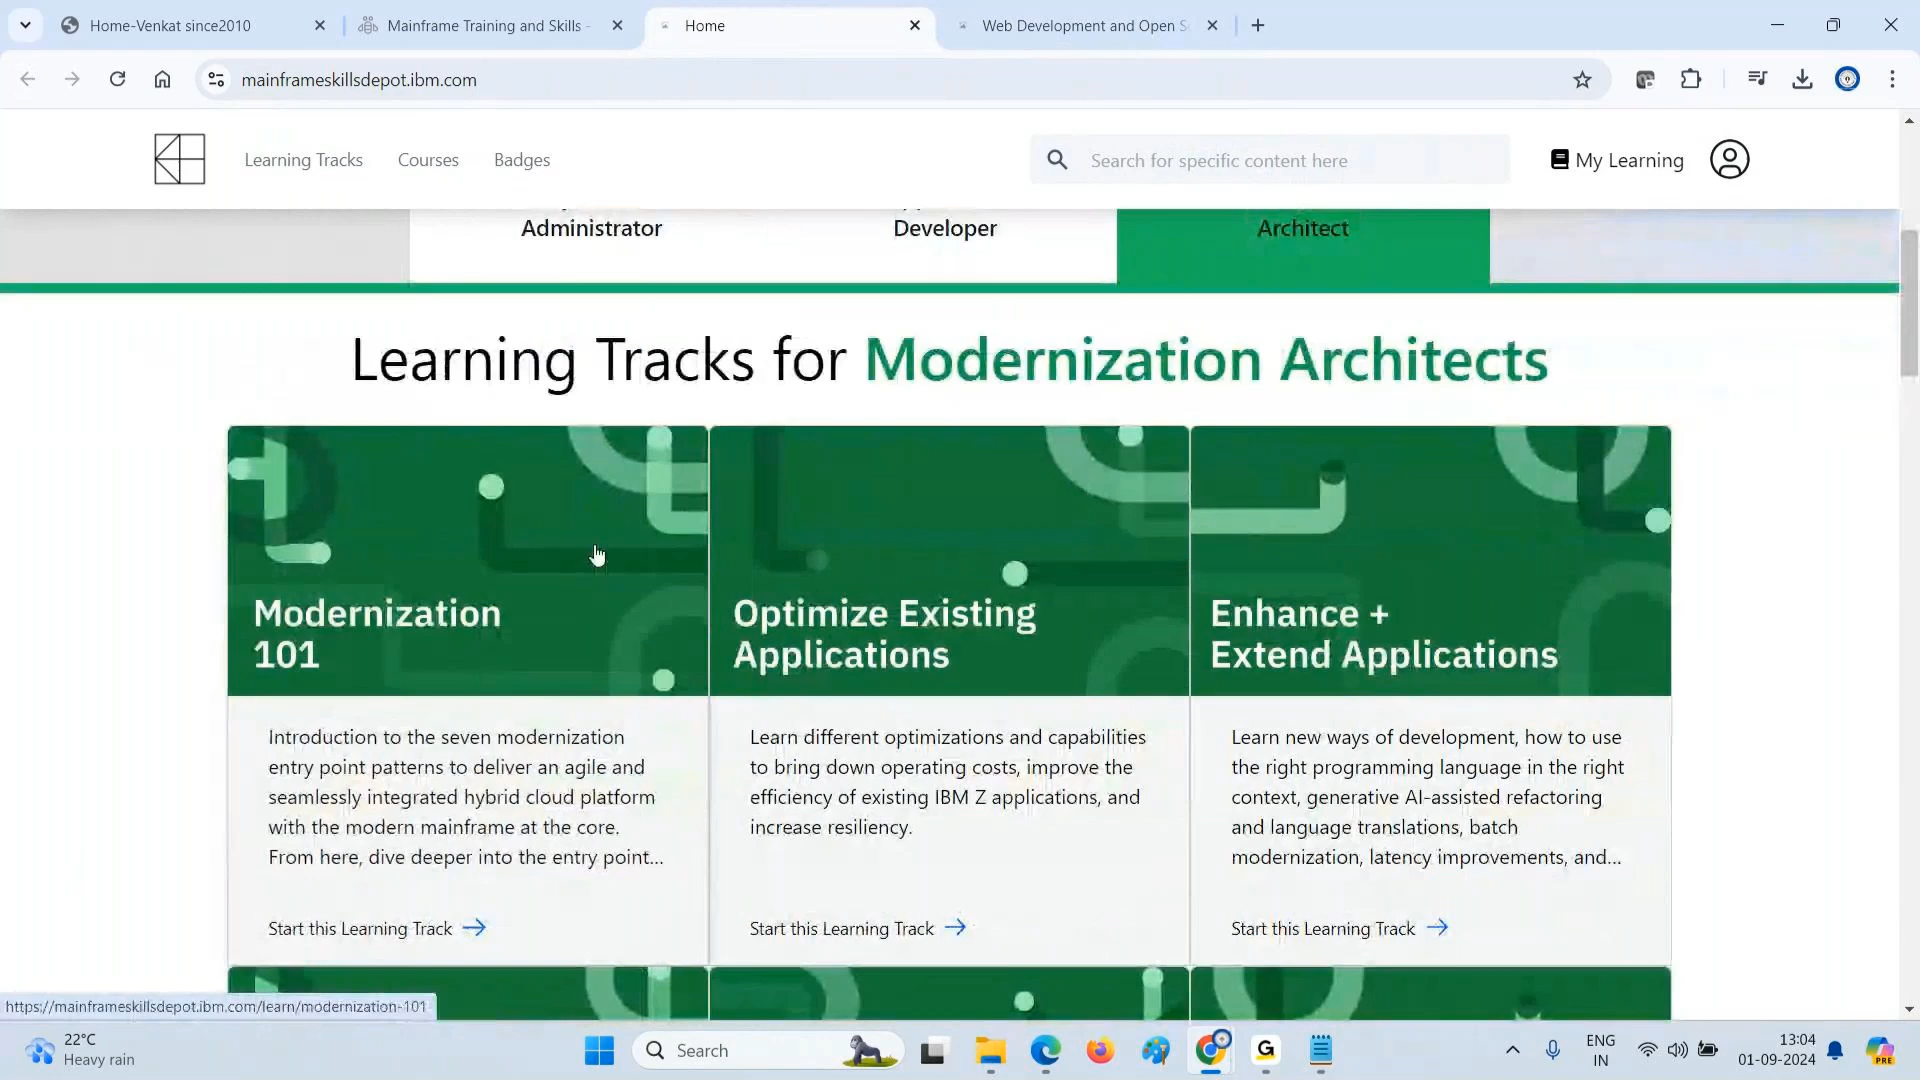 Home-Venkat since2010
Mainframe Training and Skills -
Home
Web Development and Open S
mainframeskillsdepot.ibm.com
Learning Tracks
Courses
Badges
Search for specific content here
My Learning
Administrator
Developer
Architect
Learning Tracks for Modernization Architects
Modernization
101
Introduction to the seven modernization
entry point patterns to deliver an agile and
seamlessly integrated hybrid cloud platform
with the modern mainframe at the core.
From here, dive deeper into the entry point...
Start this Learning Track
Optimize Existing
Applications
Learn different optimizations and capabilities
to bring down operating costs, improve the
efficiency of existing IBM Z applications, and
increase resiliency.
Start this Learning Track
Enhance +
Extend Applications
Learn new ways of development, how to use
the right programming language in the right
context, generative AI-assisted refactoring
and language translations, batch
modernization, latency improvements, and...
Start this Learning Track
https://mainframeskillsdepot.ibm.com/learn/modernization-101
22°C
Heavy rain
Search
G
ENG
IN
13:04
01-09-2024
PRE